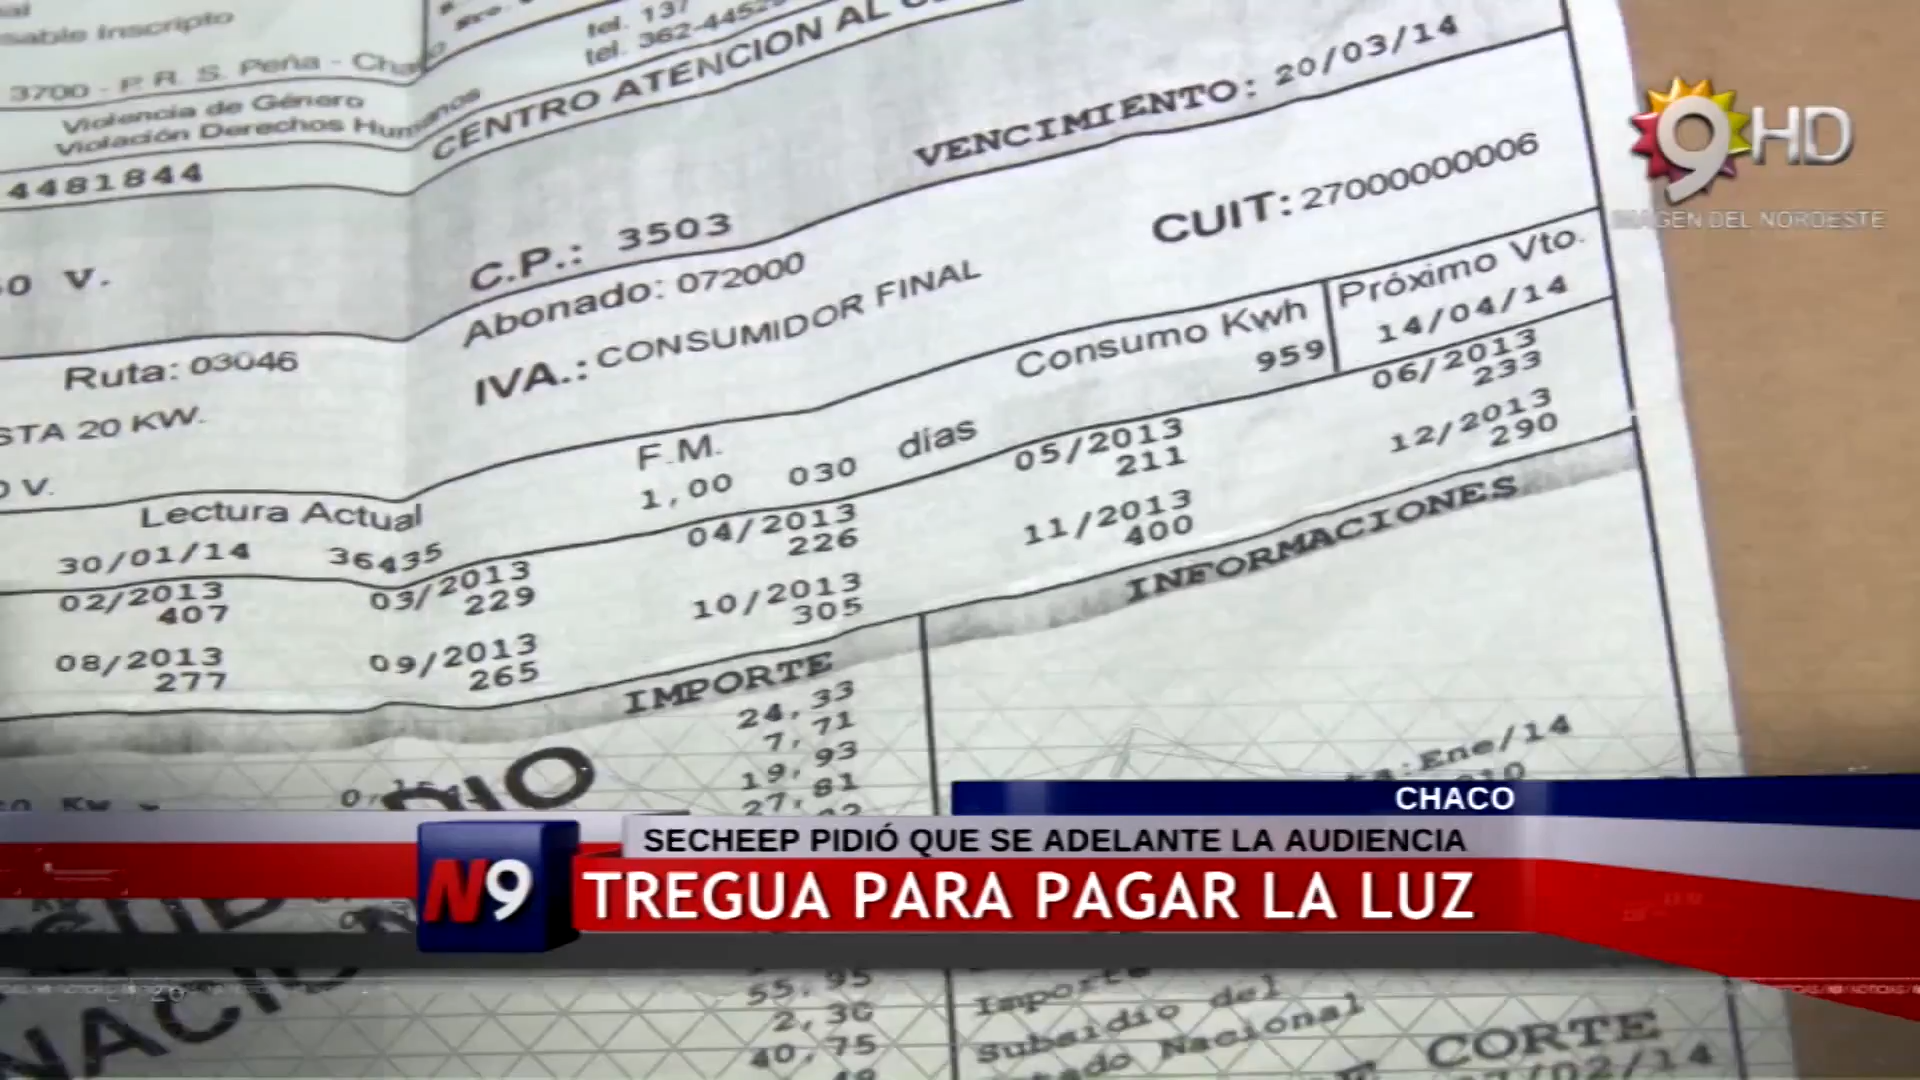 sable Inscripto
tel. 137
tel. 362-445
3700 - P. R. S. Peña - Cha
CENTRO ATENCION AL
Violencia de Género
Violación Derechos Humanos
4481844
VENCIMIENTO: 20/03/14
9 HD
IMAGEN DEL NORDESTE
C.P.: 3503
CUIT: 27000000006
V.
Abonado: 072000
IVA.: CONSUMIDOR FINAL
Ruta: 03046
Consumo Kwh
959
Próximo Vto.
14/04/14
STA 20 KW.
V.
F.M.
1,00 030 días
Lectura Actual
30/01/14 36435
02/2013 03/2013 04/2013 05/2013 06/2013
407 229 226 211 233
08/2013 09/2013 10/2013 11/2013 12/2013
277 265 305 400 290
IMPORTE
INFORMACIONES
24,33
7,71
19,93
27,81
Ene/14
CHACO
SECHEEP PIDIÓ QUE SE ADELANTE LA AUDIENCIA
N9
TREGUA PARA PAGAR LA LUZ
55,95
2,30
40,75
Importe
Subsidio del
Nacional
CORTE
/02/14